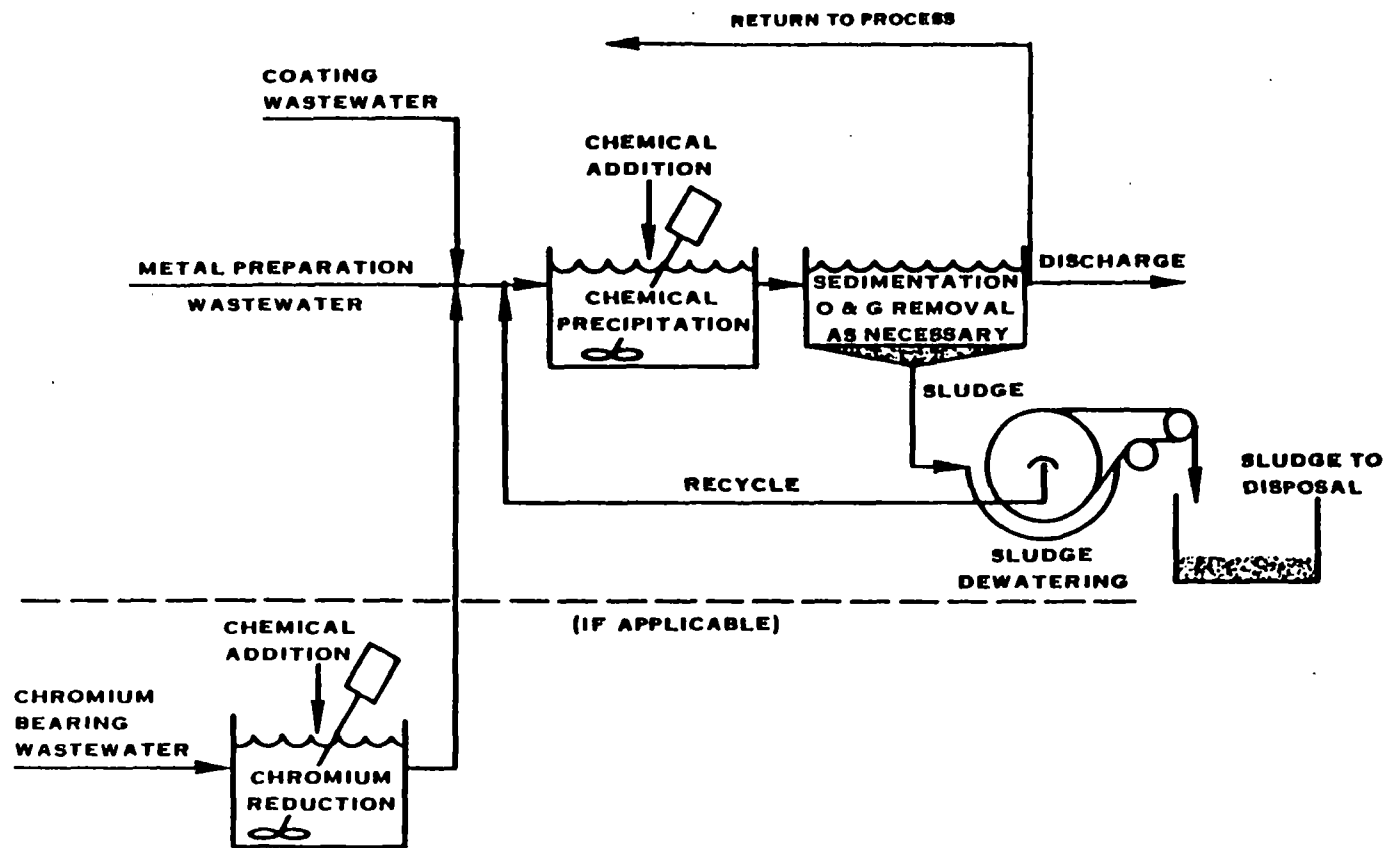 RETURN TO PROCESS
COATING
WASTEWATER
CHEMICAL
ADDITION
METAL PREPARATION
WASTEWATER
CHEMICAL
PRECIPITATION
SEDIMENTATION
O & G REMOVAL
AS NECESSARY
DISCHARGE
SLUDGE
RECYCLE
SLUDGE TO
DISPOSAL
SLUDGE
DEWATERING
(IF APPLICABLE)
CHEMICAL
ADDITION
CHROMIUM
BEARING
WASTEWATER
CHROMIUM
REDUCTION